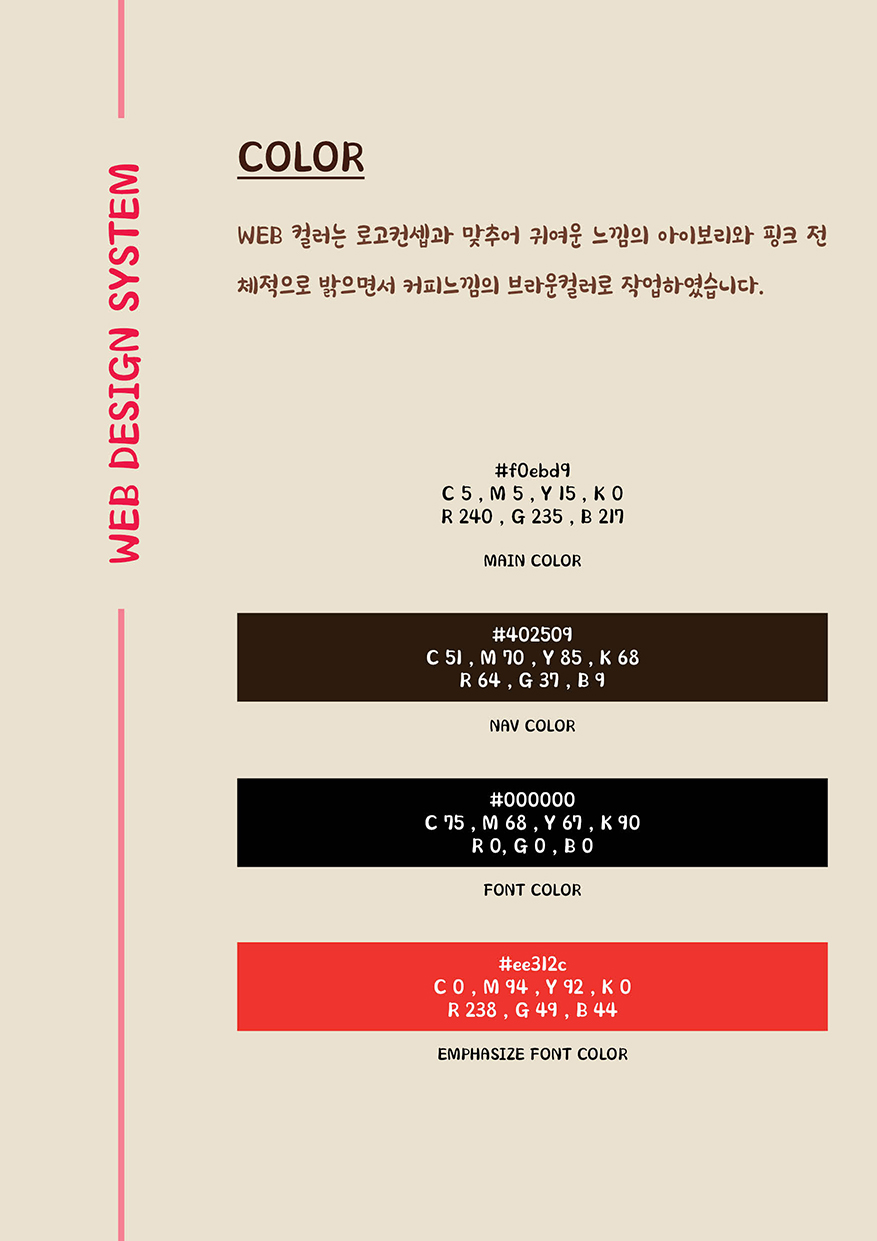 WEB DESIGN SYSTEM
COLOR
WEB 컬러는 로고컨셉과 맞추어 귀여운 느낌의 아이보리와 핑크 전
체적으로 밝으면서 커피느낌의 브라운컬러로 작업하였습니다.
#f0ebd9
C 5 , M 5 , Y 15 , K 0
R 240 , G 235 , B 217
MAIN COLOR
#402509
C 51 , M 70 , Y 85 , K 68
R 64 , G 37 , B 9
NAV COLOR
#000000
C 75 , M 68 , Y 67 , K 90
R 0, G 0 , B 0
FONT COLOR
#ee312c
C 0 , M 94 , Y 92 , K 0
R 238 , G 49 , B 44
EMPHASIZE FONT COLOR